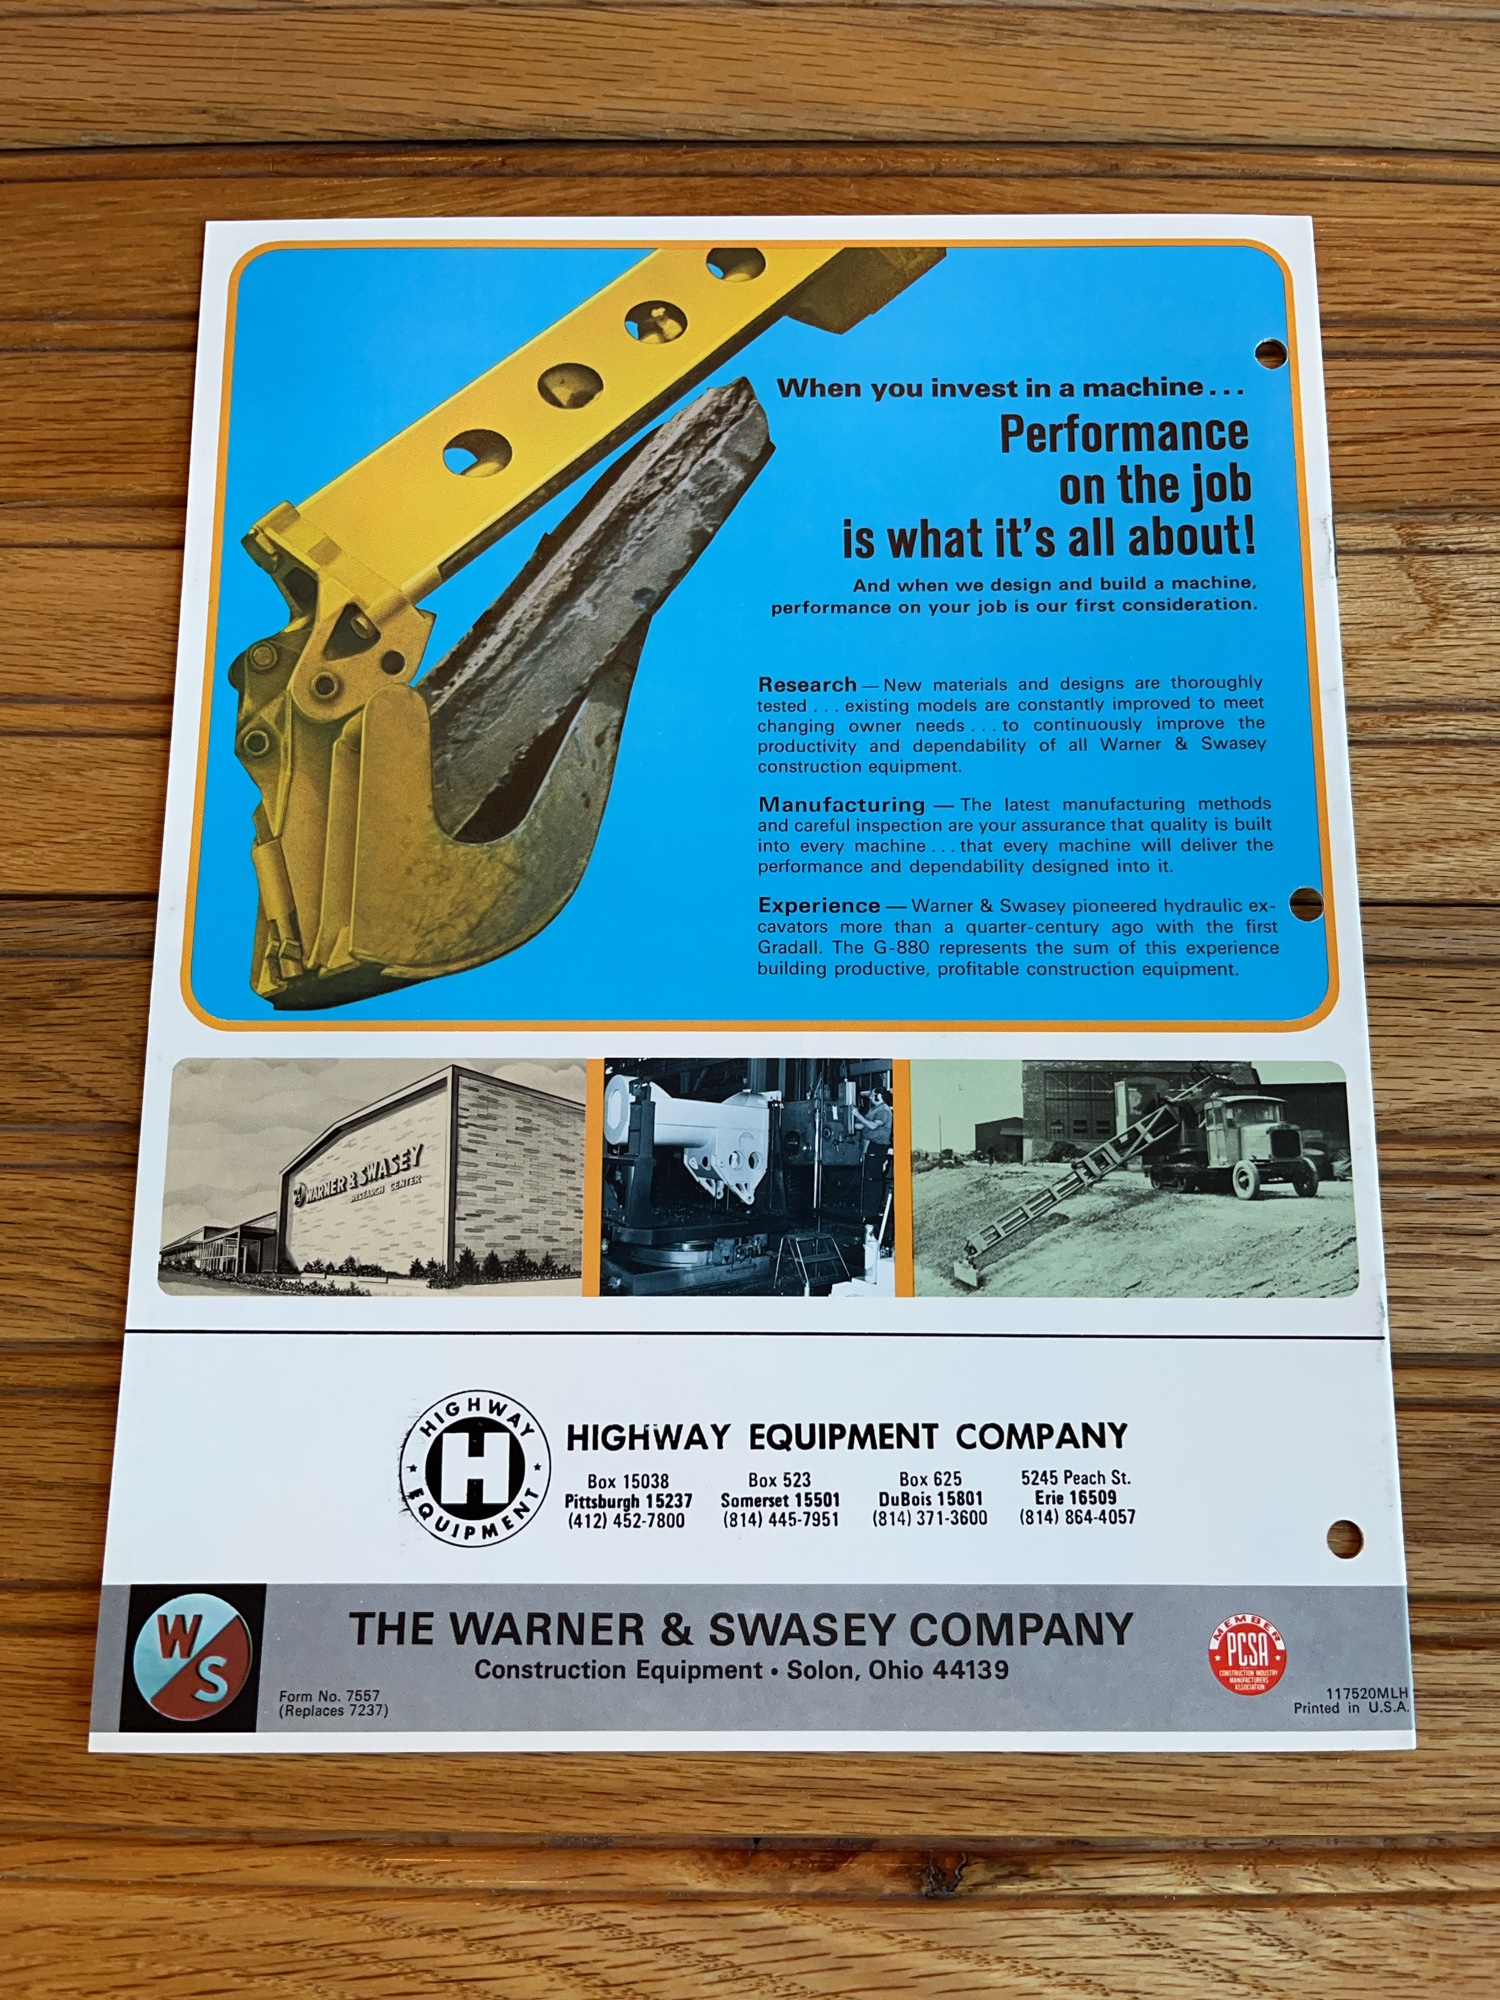 When you invest in a machine...
Performance
on the job
is what it's all about!
And when we design and build a machine,
performance on your job is our first consideration.
Research — New materials and designs are thoroughly
tested . . . existing models are constantly improved to meet
changing owner needs . . . to continuously improve the
productivity and dependability of all Warner & Swasey
construction equipment.
Manufacturing — The latest manufacturing methods
and careful inspection are your assurance that quality is built
into every machine . . . that every machine will deliver the
performance and dependability designed into it.
Experience — Warner & Swasey pioneered hydraulic ex-
cavators more than a quarter-century ago with the first
Gradall. The G-880 represents the sum of this experience
building productive, profitable construction equipment.
WARNER & SWASEY
RESEARCH CENTER
HIGHWAY
H
EQUIPMENT
HIGHWAY EQUIPMENT COMPANY
Box 15038
Pittsburgh 15237
(412) 452-7800
Box 523
Somerset 15501
(814) 445-7951
Box 625
DuBois 15801
(814) 371-3600
5245 Peach St.
Erie 16509
(814) 864-4057
W
S
THE WARNER & SWASEY COMPANY
Construction Equipment • Solon, Ohio 44139
Form No. 7557
(Replaces 7237)
MEMBER
PCSA
CONSTRUCTION INDUSTRY
MANUFACTURERS
ASSOCIATION
117520MLH
Printed in U.S.A.